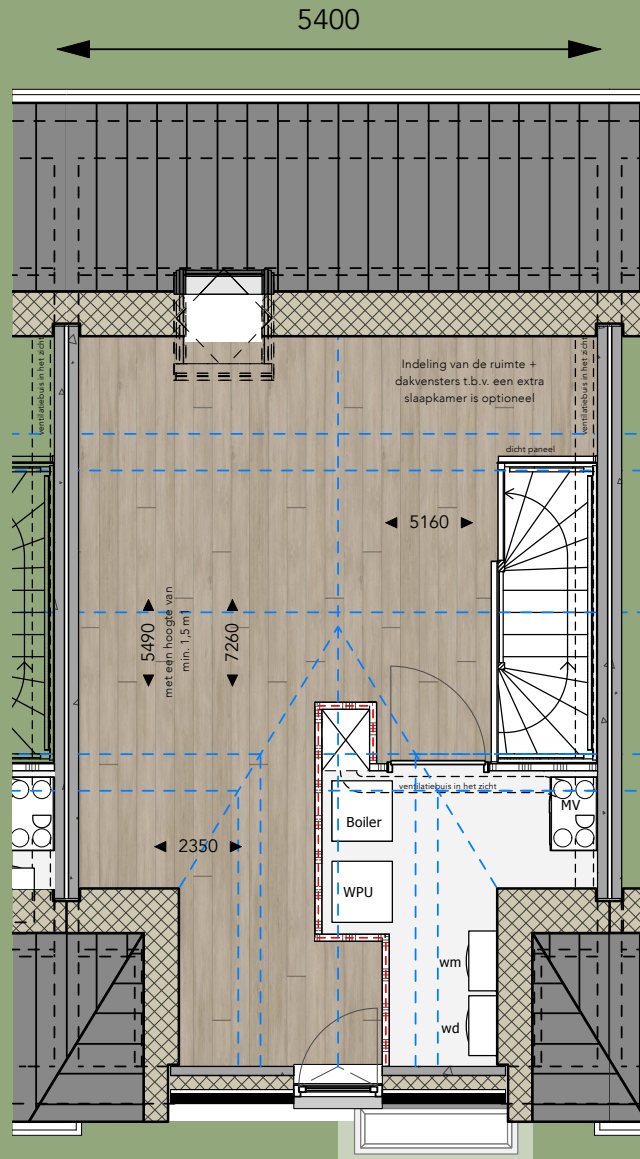 5400
Indeling van de ruimte +
dakvensters t.b.v. een extra
slaapkamer is optioneel
ventilatiebuis in het zicht
ventilatiebuis in het zicht
dicht paneel
5160
5490
met een hoogte van
min. 1,5 m1
7260
ventilatiebuis in het zicht
MV
Boiler
2350
WPU
wm
wd